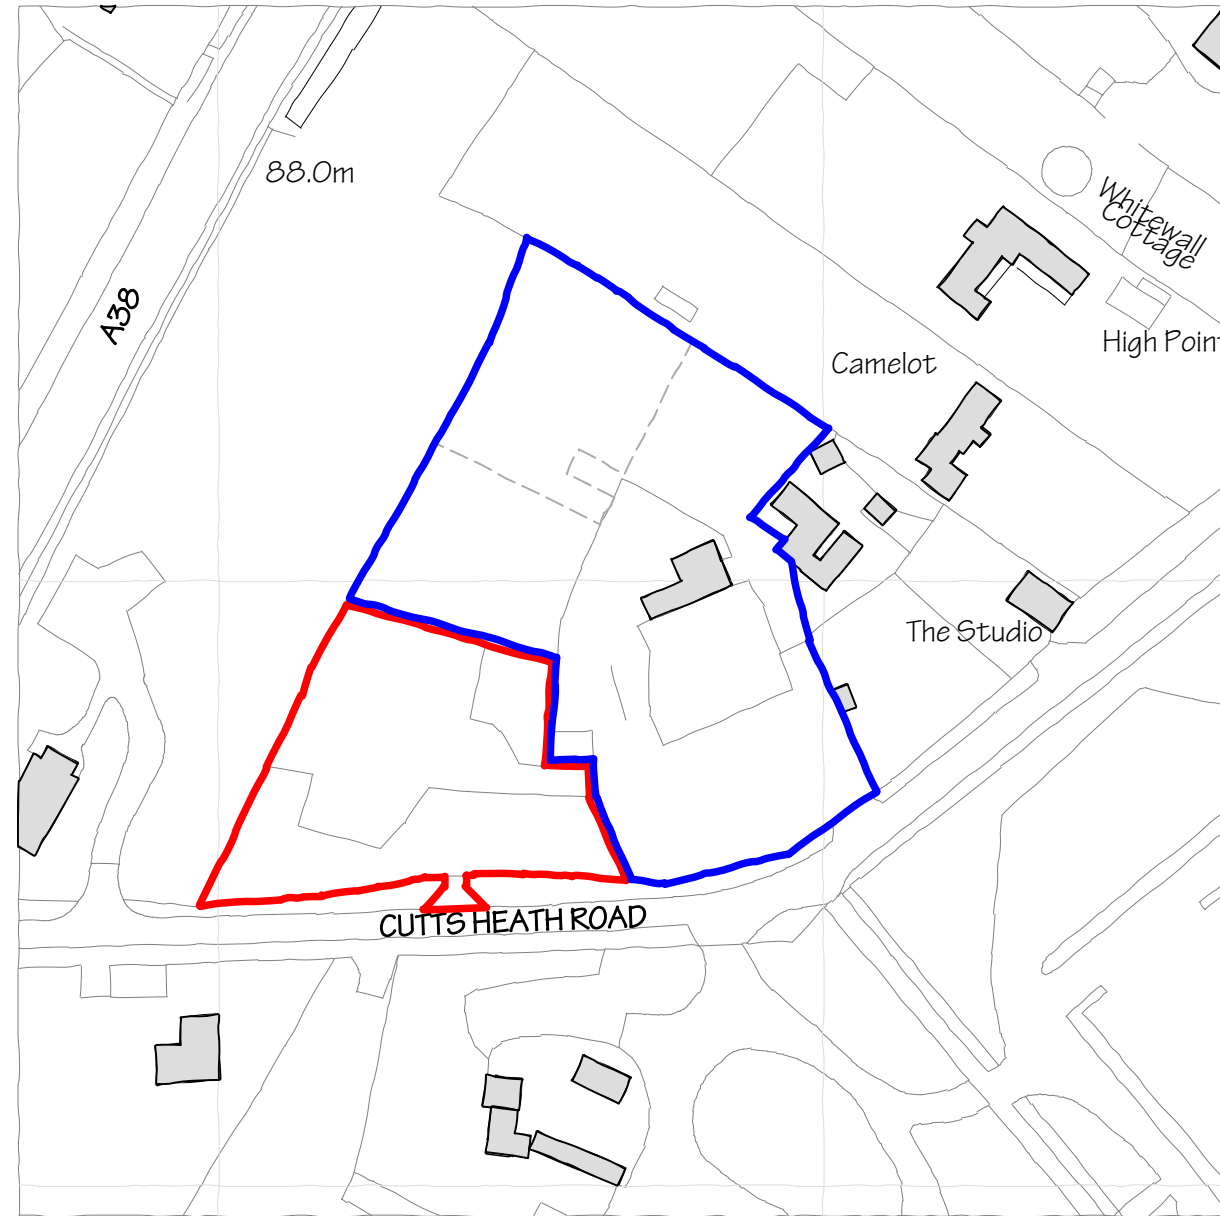 88.0m
Whitewall
Cottage
A38
High Point
Camelot
The Studio
CUTTS HEATH ROAD